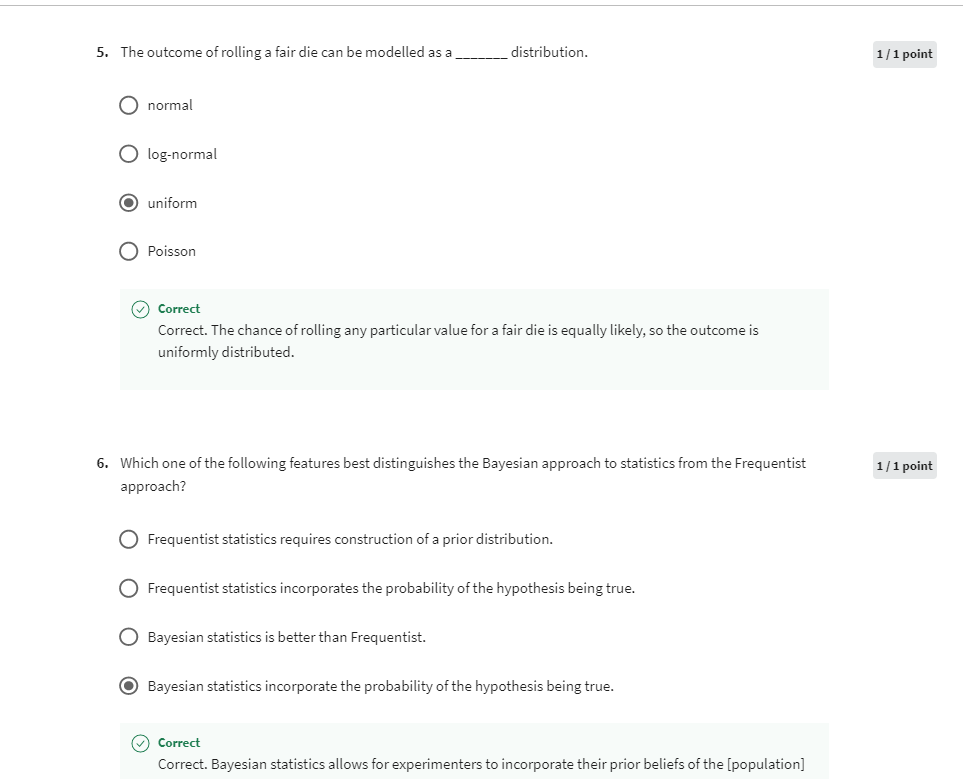 5. The outcome of rolling a fair die can be modelled as a _______ distribution.
1 / 1 point
normal
log-normal
uniform
Poisson
Correct
Correct. The chance of rolling any particular value for a fair die is equally likely, so the outcome is
uniformly distributed.
6. Which one of the following features best distinguishes the Bayesian approach to statistics from the Frequentist
approach?
1 / 1 point
Frequentist statistics requires construction of a prior distribution.
Frequentist statistics incorporates the probability of the hypothesis being true.
Bayesian statistics is better than Frequentist.
Bayesian statistics incorporate the probability of the hypothesis being true.
Correct
Correct. Bayesian statistics allows for experimenters to incorporate their prior beliefs of the [population]